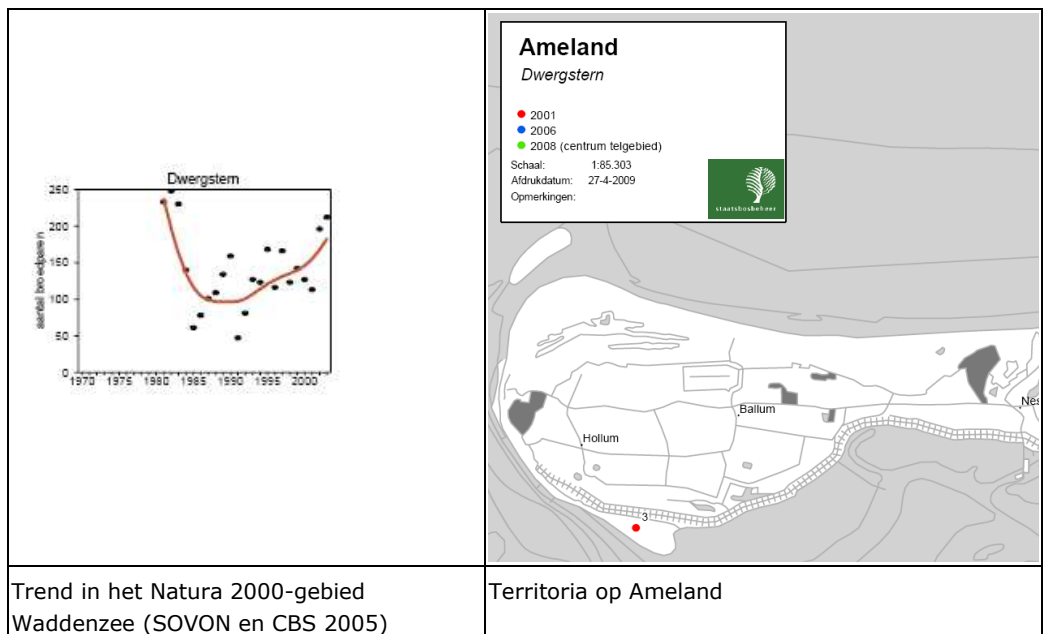 Dwergstern
250
200
150
100
50
0
aantal broedparen
1970 1975 1980 1985 1990 1995 2000
Ameland
Dwergstern
2001
2006
2008 (centrum telgebied)
Schaal: 1:85.303
Afdrukdatum: 27-4-2009
Opmerkingen:
staatsbosbeheer
Ballum
Nes
Hollum
3
Trend in het Natura 2000-gebied
Waddenzee (SOVON en CBS 2005)
Territoria op Ameland